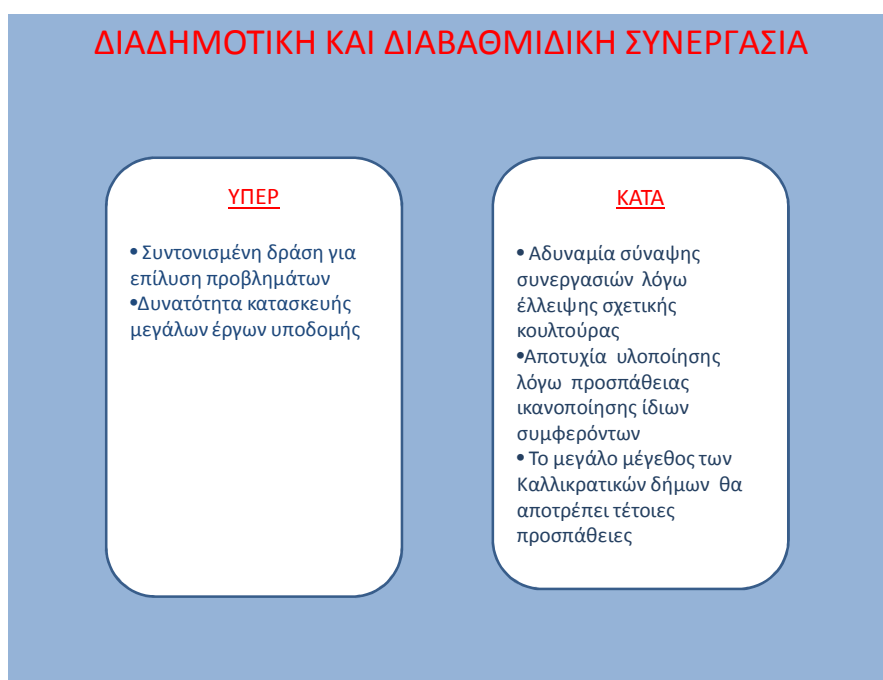 ΔΙΑΔΗΜΟΤΙΚΗ ΚΑΙ ΔΙΑΒΑΘΜΙΔΙΚΗ ΣΥΝΕΡΓΑΣΙΑ
ΥΠΕΡ
• Συντονισμένη δράση για
επίλυση προβλημάτων
•Δυνατότητα κατασκευής
μεγάλων έργων υποδομής
ΚΑΤΑ
• Αδυναμία σύναψης
συνεργασιών λόγω
έλλειψης σχετικής
κουλτούρας
•Αποτυχία υλοποίησης
λόγω προσπάθειας
ικανοποίησης ίδιων
συμφερόντων
• Το μεγάλο μέγεθος των
Καλλικρατικών δήμων θα
αποτρέπει τέτοιες
προσπάθειες